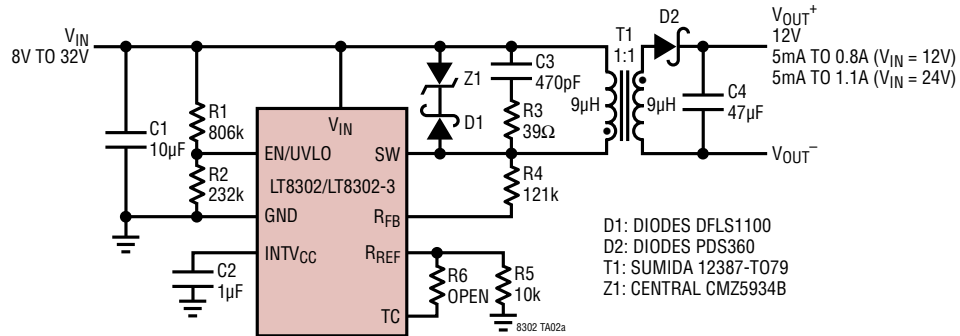 VIN
8V TO 32V
C1
10µF
R1
806k
R2
232k
VIN
EN/UVLO
SW
LT8302/LT8302-3
GND
RFB
INTVCC
RREF
TC
C2
1µF
Z1
D1
C3
470pF
R3
39Ω
R4
121k
R6
OPEN
R5
10k
T1
1:1
9µH
9µH
D2
C4
47µF
VOUT+
12V
5mA TO 0.8A (VIN = 12V)
5mA TO 1.1A (VIN = 24V)
VOUT–
D1: DIODES DFLS1100
D2: DIODES PDS360
T1: SUMIDA 12387-TO79
Z1: CENTRAL CMZ5934B
8302 TA02a